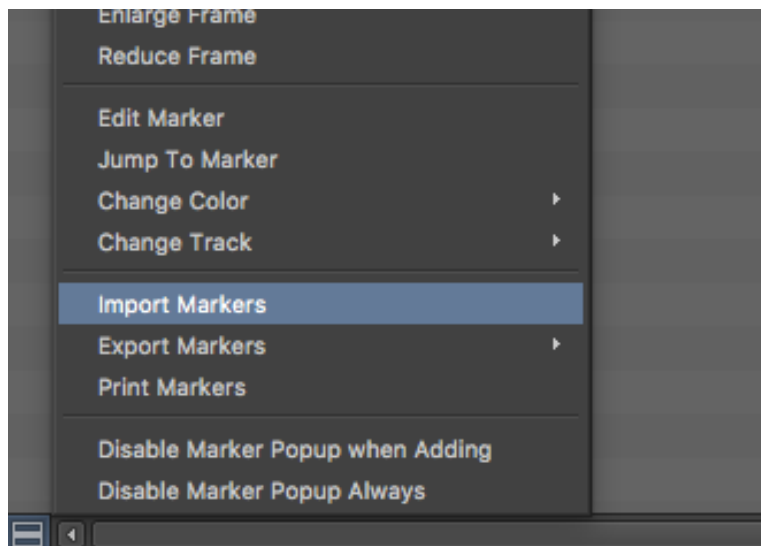 Enlarge Frame
Reduce Frame
Edit Marker
Jump To Marker
Change Color
Change Track
Import Markers
Export Markers
Print Markers
Disable Marker Popup when Adding
Disable Marker Popup Always